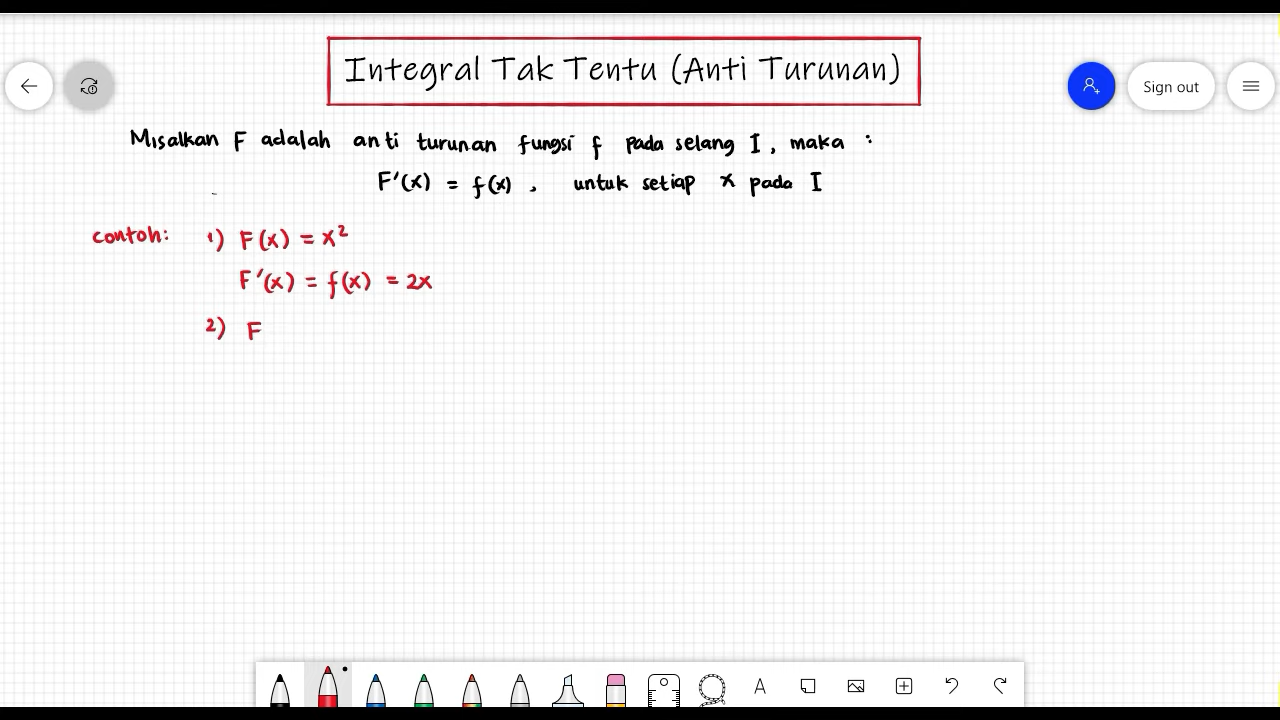 Integral Tak Tentu (Anti Turunan)
Sign out
Misalkan F adalah anti turunan fungsi f pada selang I, maka :
F'(x) = f(x), untuk setiap x pada I
contoh: 1) F(x) = x²
F'(x) = f(x) = 2x
2) F
A